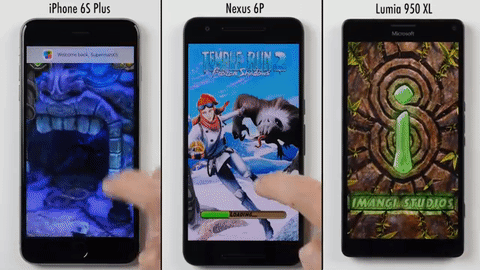 iPhone 6S Plus
Nexus 6P
Lumia 950 XL
Welcome back, Superstars!
TEMPLE RUN 2
Frozen Shadows
LOADING...
Microsoft
IMANGI STUDIOS